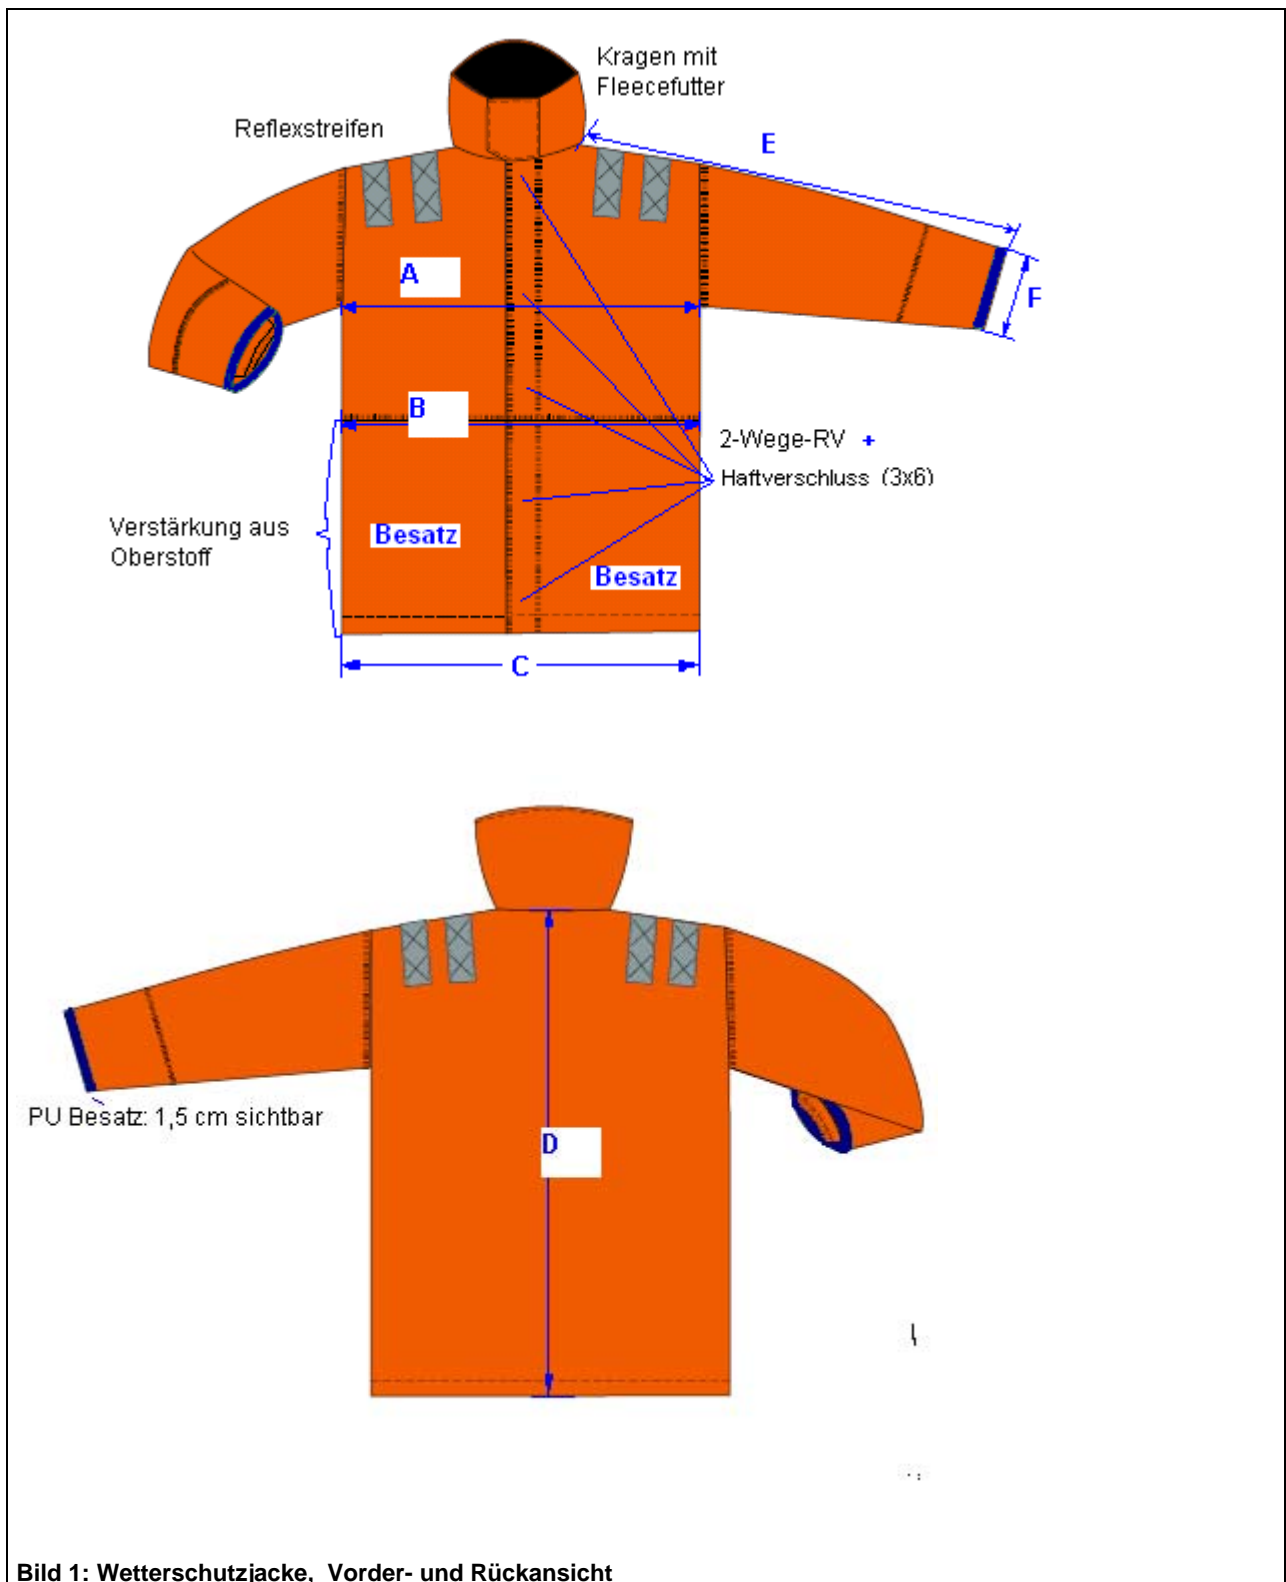 Kragen mit
Fleecefutter
Reflexstreifen
E
A
F
B
2-Wege-RV +
Haftverschluss (3x6)
Verstärkung aus
Oberstoff
Besatz
Besatz
C
PU Besatz: 1,5 cm sichtbar
D
Bild 1: Wetterschutzjacke, Vorder- und Rückansicht